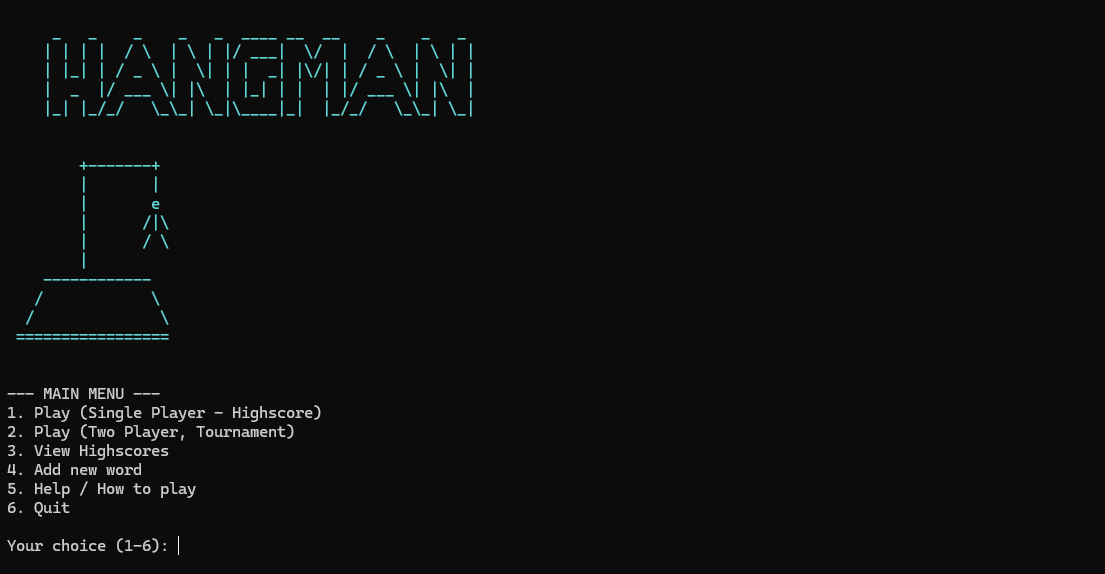 HANGMAN
--- MAIN MENU ---
1. Play (Single Player - Highscore)
2. Play (Two Player, Tournament)
3. View Highscores
4. Add new word
5. Help / How to play
6. Quit
Your choice (1-6):